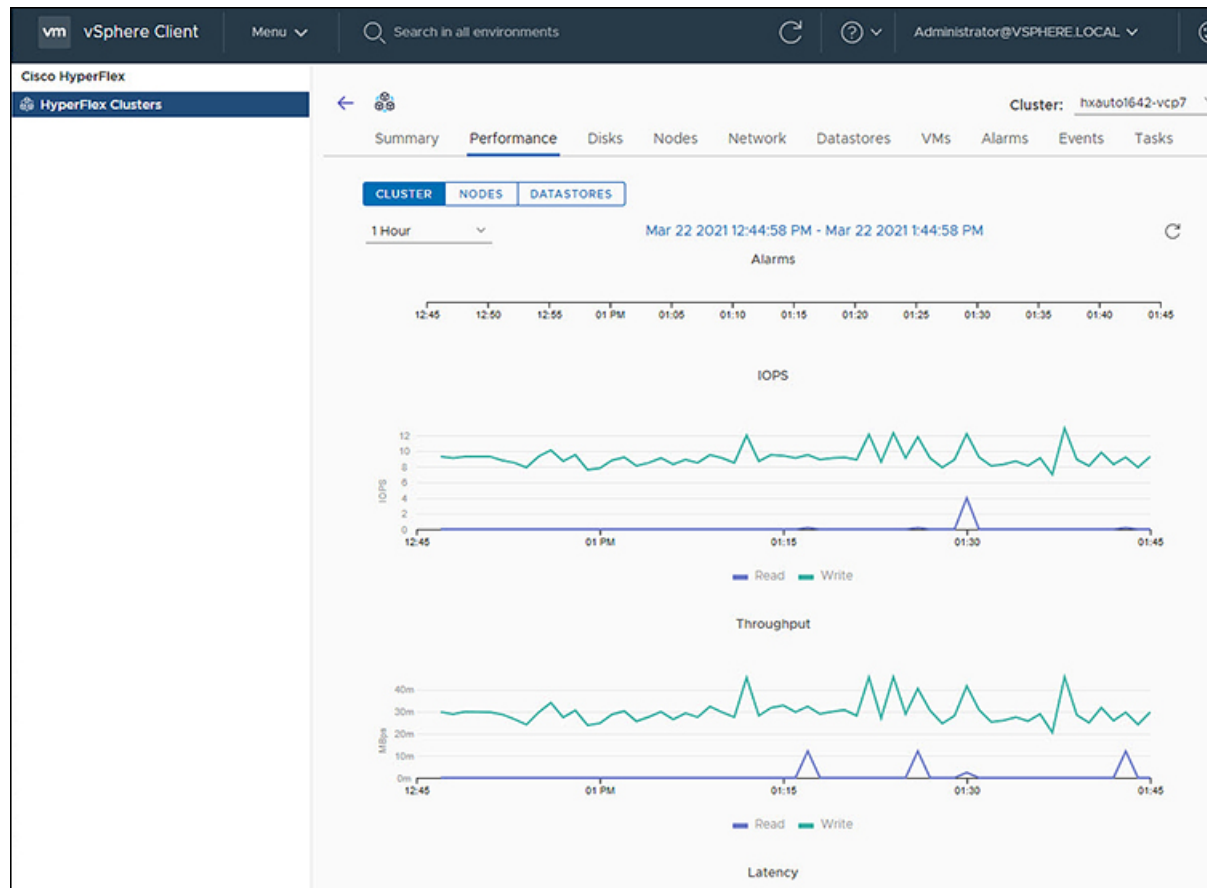 vm vSphere Client Menu Search in all environments Administrator@VSPHERE.LOCAL
Cisco HyperFlex
HyperFlex Clusters
Cluster: hxauto1642-vcp7
Summary Performance Disks Nodes Network Datastores VMs Alarms Events Tasks
CLUSTER NODES DATASTORES
1 Hour Mar 22 2021 12:44:58 PM - Mar 22 2021 1:44:58 PM
Alarms
12:45 12:50 12:55 01 PM 01:05 01:10 01:15 01:20 01:25 01:30 01:35 01:40 01:45
IOPS
12
10
8
6
4
2
0
IOPS
12:45 01 PM 01:15 01:30 01:45
Read Write
Throughput
40m
30m
20m
10m
0m
MBps
12:45 01 PM 01:15 01:30 01:45
Read Write
Latency